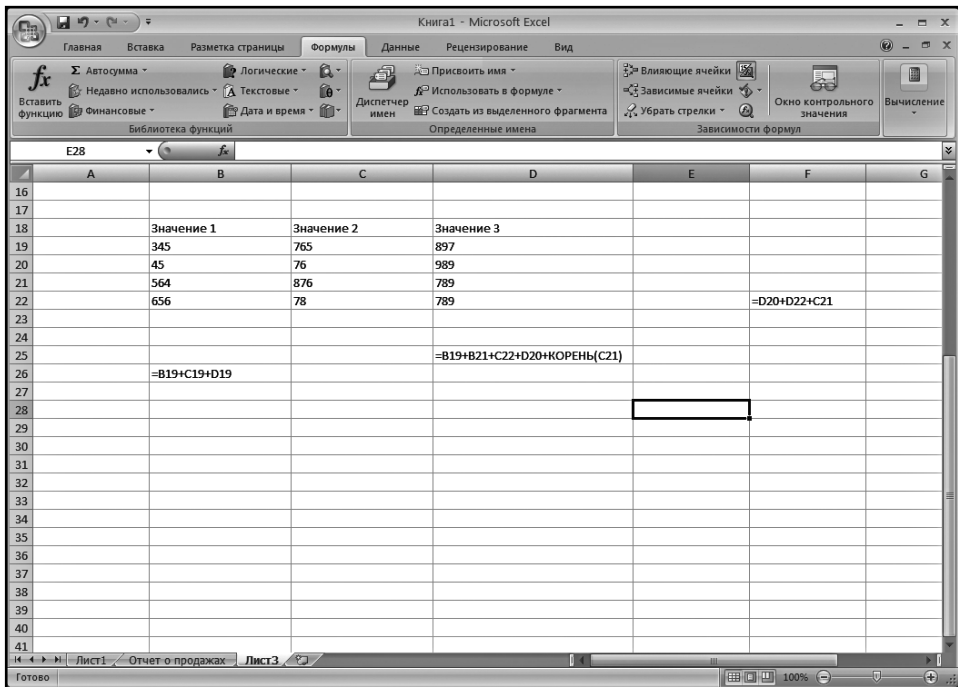 Книга1 - Microsoft Excel
Главная Вставка Разметка страницы Формулы Данные Рецензирование Вид
fx Вставить функцию
Σ Автосумма
Недавно использовались
Финансовые
Логические
Текстовые
Дата и время
Библиотека функций
Диспетчер имен
Присвоить имя
Использовать в формуле
Создать из выделенного фрагмента
Определенные имена
Влияющие ячейки
Зависимые ячейки
Убрать стрелки
Окно контрольного значения
Зависимости формул
Вычисление
E28 fx
A B C D E F G
16
17
18 Значение 1 Значение 2 Значение 3
19 345 765 897
20 45 76 989
21 564 876 789
22 656 78 789 =D20+D22+C21
23
24
25 =B19+B21+C22+D20+КОРЕНЬ(C21)
26 =B19+C19+D19
27
28
29
30
31
32
33
34
35
36
37
38
39
40
41
Лист1 Отчет о продажах Лист3
Готово 100%